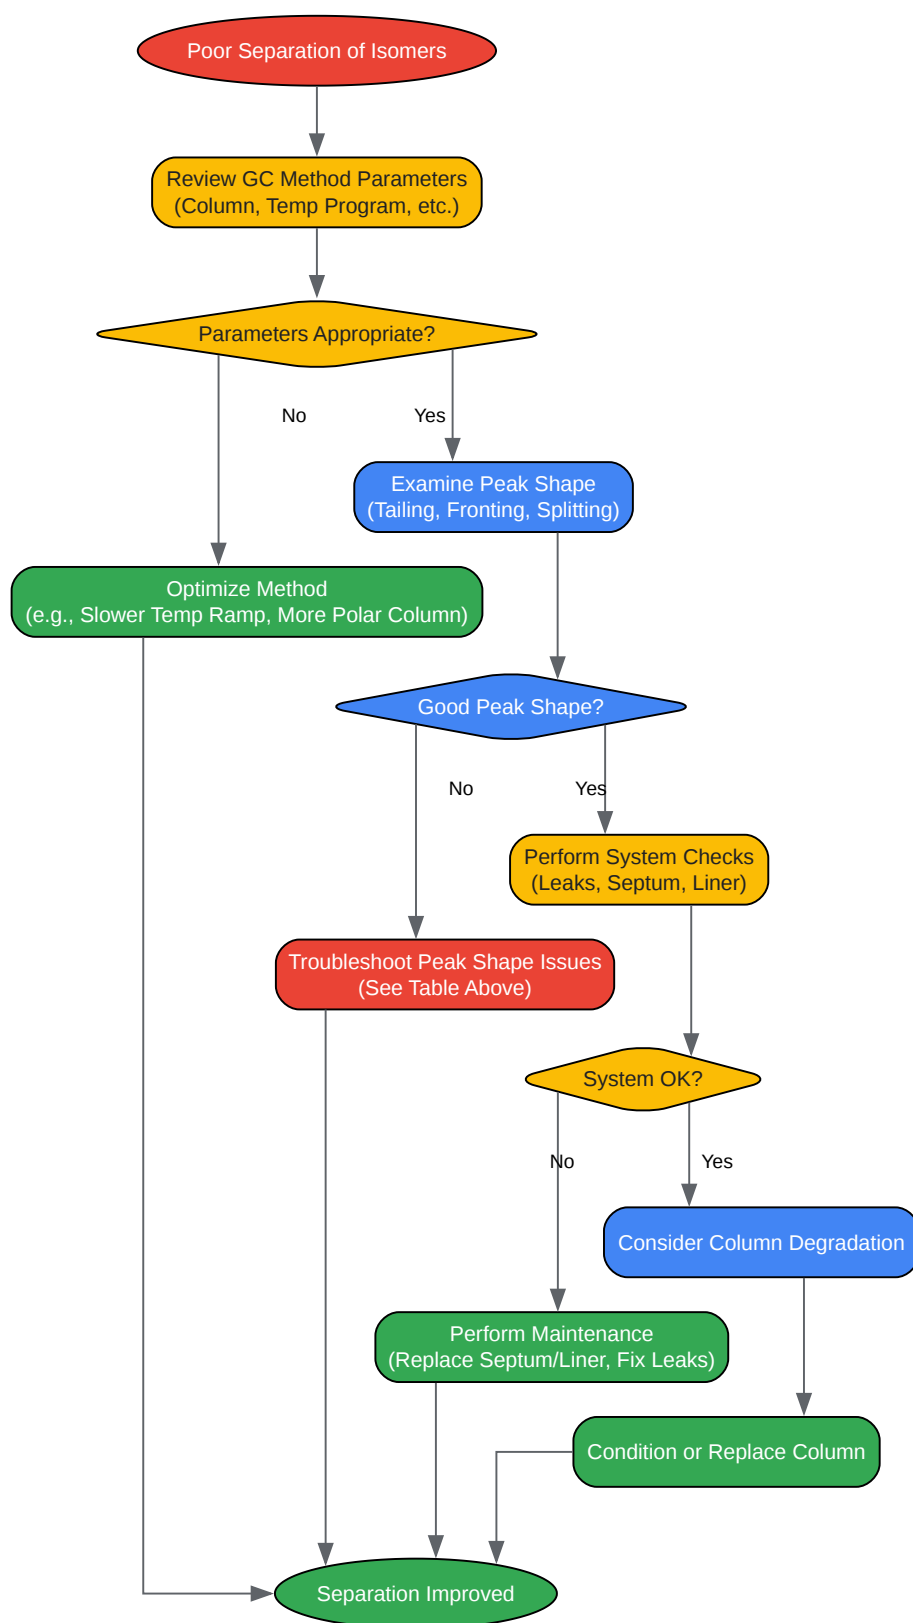 Poor Separation of Isomers
Review GC Method Parameters
(Column, Temp Program, etc.)
Parameters Appropriate?
No
Yes
Examine Peak Shape
(Tailing, Fronting, Splitting)
Optimize Method
(e.g., Slower Temp Ramp, More Polar Column)
Good Peak Shape?
No
Yes
Perform System Checks
(Leaks, Septum, Liner)
Troubleshoot Peak Shape Issues
(See Table Above)
System OK?
No
Yes
Consider Column Degradation
Perform Maintenance
(Replace Septum/Liner, Fix Leaks)
Condition or Replace Column
Separation Improved